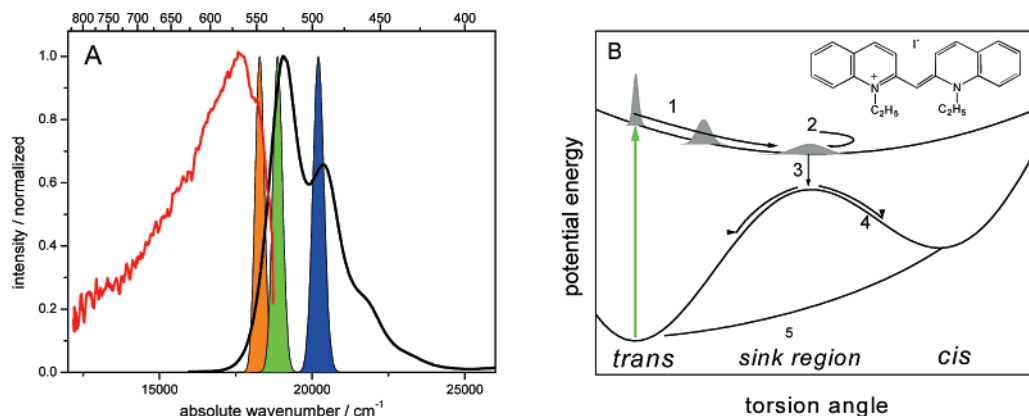 800 750 700 650 600 550 500 450 400
A
1.0
0.8
0.6
0.4
0.2
0.0
intensity / normalized
15000 20000 25000
absolute wavenumber / cm⁻¹
B
I⁻
N⁺
N
C₂H₅ C₂H₅
1
2
3
4
5
potential energy
trans sink region cis
torsion angle